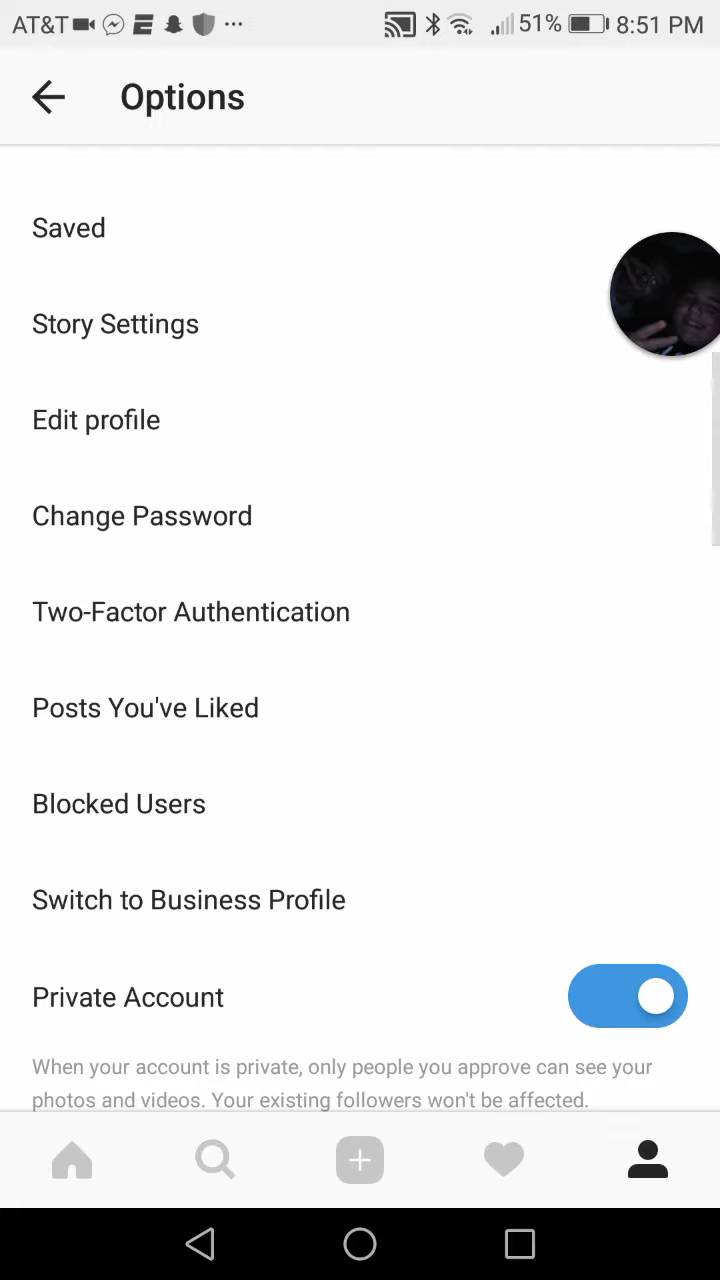 AT&T 51% 8:51 PM
Options
Saved
Story Settings
Edit profile
Change Password
Two-Factor Authentication
Posts You've Liked
Blocked Users
Switch to Business Profile
Private Account
When your account is private, only people you approve can see your
photos and videos. Your existing followers won't be affected.